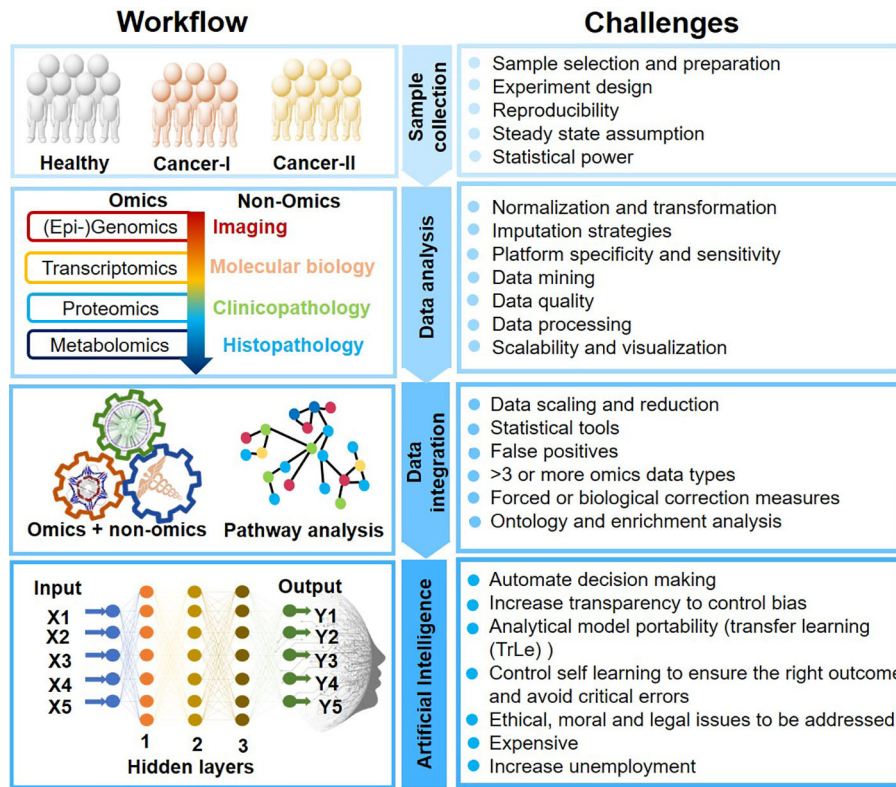 Workflow
Challenges
Healthy
Cancer-I
Cancer-II
Sample
collection
Sample selection and preparation
Experiment design
Reproducibility
Steady state assumption
Statistical power
Omics
Non-Omics
(Epi-)Genomics
Imaging
Transcriptomics
Molecular biology
Proteomics
Clinicopathology
Metabolomics
Histopathology
Data analysis
Normalization and transformation
Imputation strategies
Platform specificity and sensitivity
Data mining
Data quality
Data processing
Scalability and visualization
Omics + non-omics
Pathway analysis
Data
integration
Data scaling and reduction
Statistical tools
False positives
>3 or more omics data types
Forced or biological correction measures
Ontology and enrichment analysis
Input
Output
X1
Y1
X2
Y2
X3
Y3
X4
Y4
X5
Y5
1
2
3
Hidden layers
Artificial Intelligence
Automate decision making
Increase transparency to control bias
Analytical model portability (transfer learning
(TrLe) )
Control self learning to ensure the right outcome
and avoid critical errors
Ethical, moral and legal issues to be addressed
Expensive
Increase unemployment